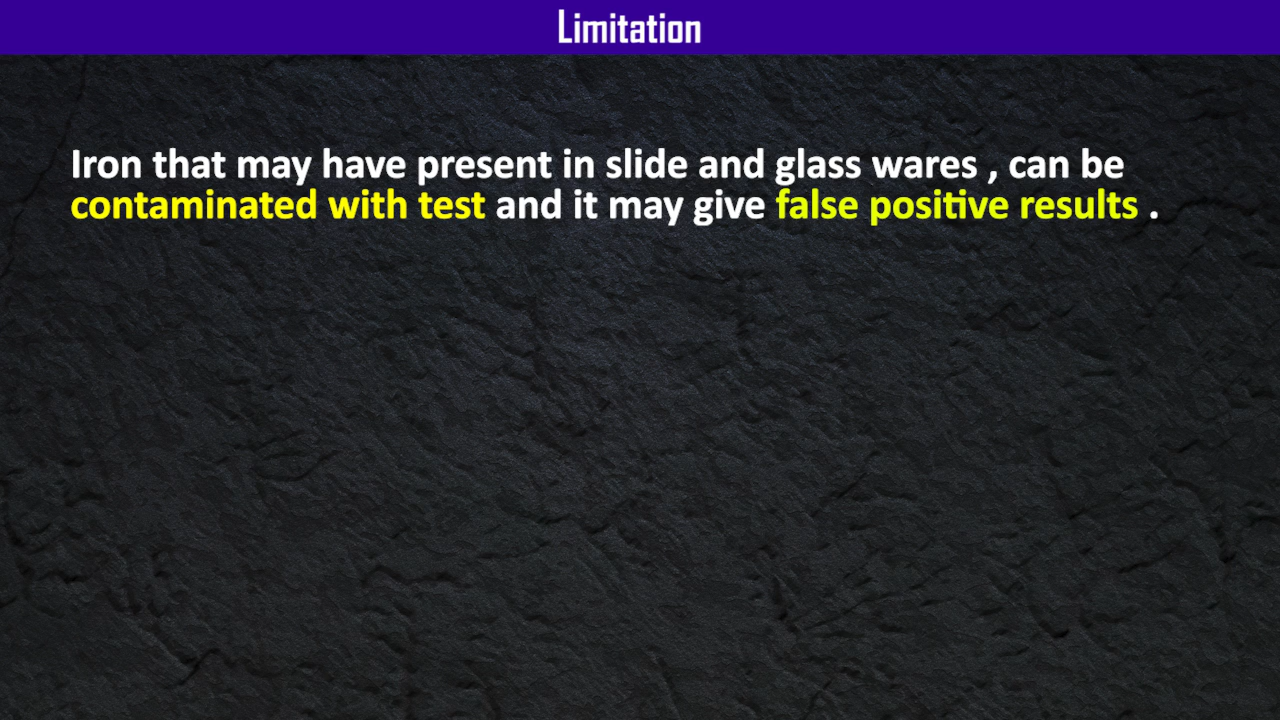 Limitation
Iron that may have present in slide and glass wares , can be
contaminated with test and it may give false positive results .